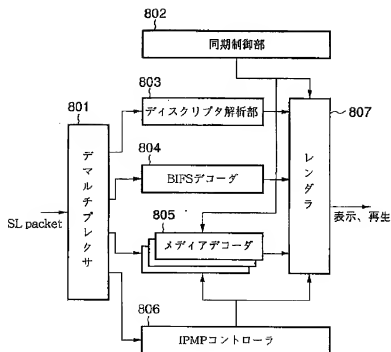 802
同期制御部
803
ディスクリプタ解析部
807
801
デマルチプレクサ
804
BIFSデコーダ
レンダラ
SL packet
表示、再生
805
メディアデコーダ
806
IPMPコントローラ